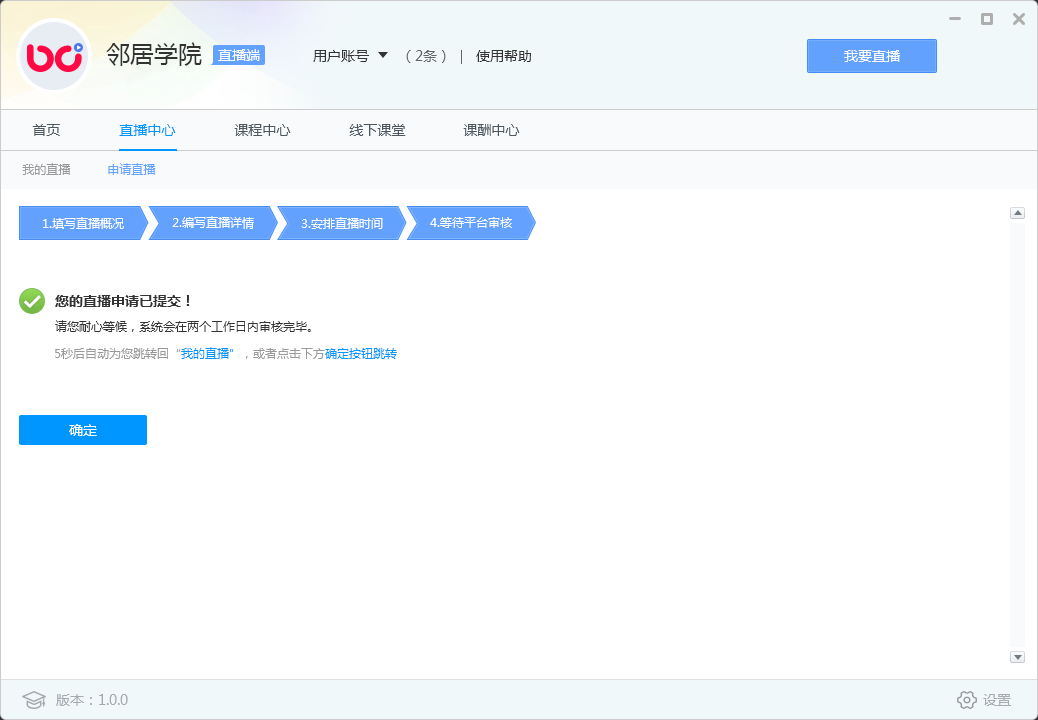 邻居学院 直播端 用户账号 （2条） | 使用帮助 我要直播
首页 直播中心 课程中心 线下课堂 课酬中心
我的直播 申请直播
1.填写直播概况 2.编写直播详情 3.安排直播时间 4.等待平台审核
您的直播申请已提交！
请您耐心等候，系统会在两个工作日内审核完毕。
5秒后自动为您跳转回“我的直播”，或者点击下方确定按钮跳转
确定
版本：1.0.0 设置